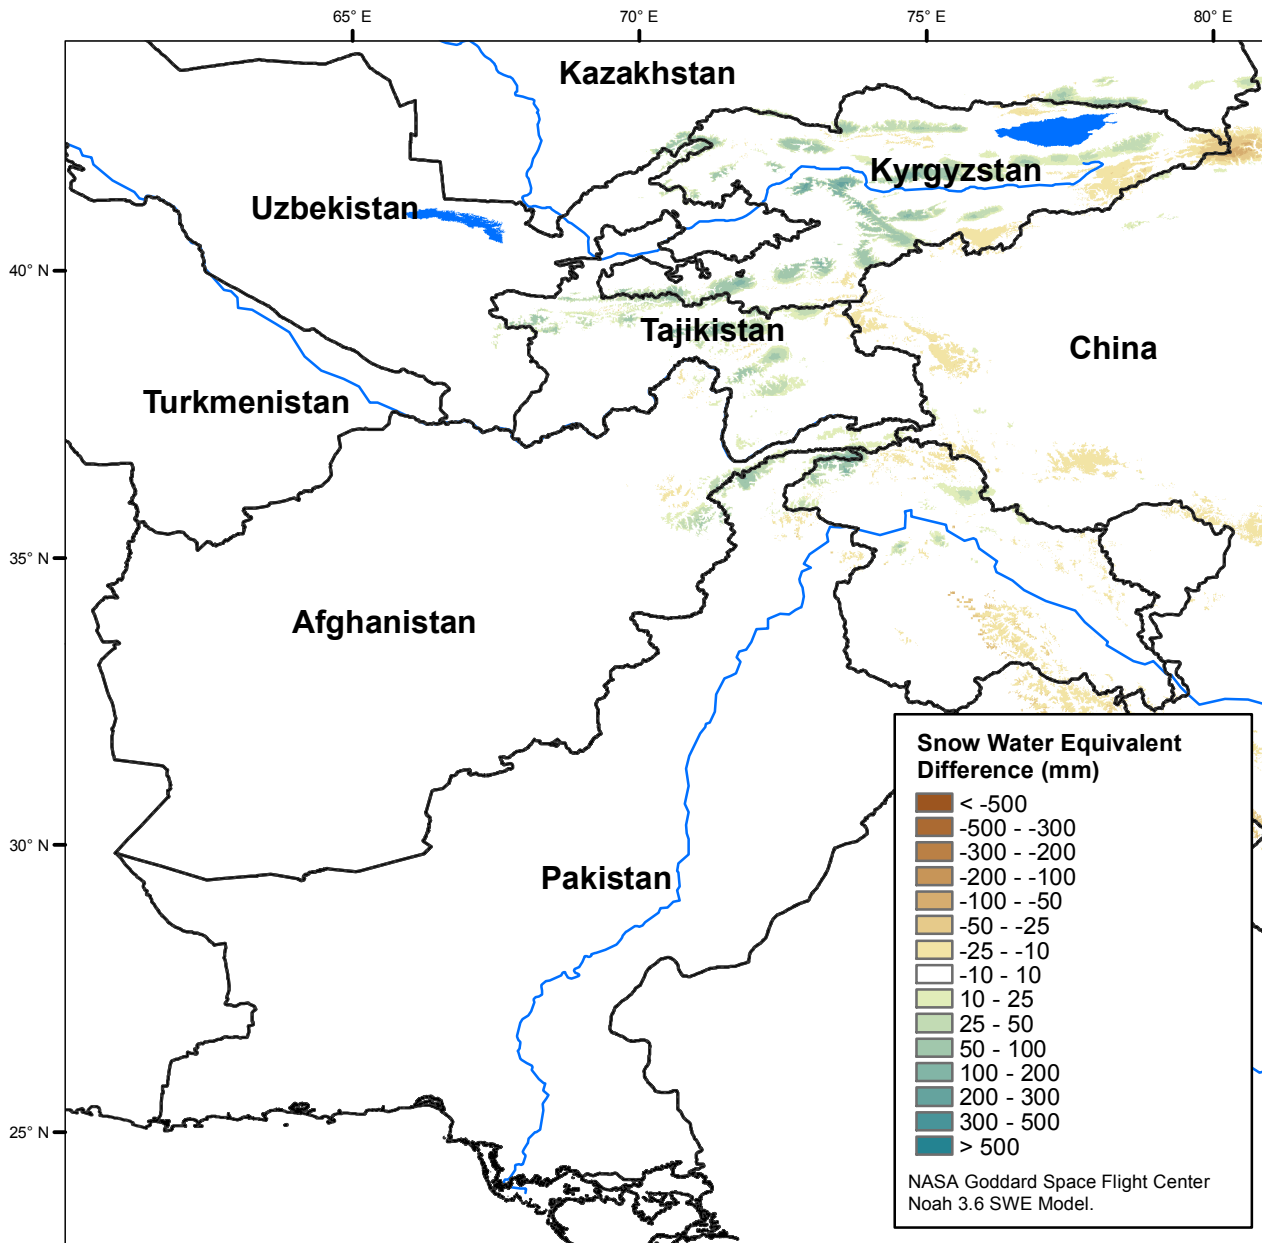 65° E
70° E
75° E
80° E
Kazakhstan
Kyrgyzstan
Uzbekistan
40° N
Tajikistan
China
Turkmenistan
35° N
Afghanistan
Snow Water Equivalent
Difference (mm)
< -500
-500 - -300
-300 - -200
-200 - -100
-100 - -50
-50 - -25
-25 - -10
-10 - 10
10 - 25
25 - 50
50 - 100
100 - 200
200 - 300
300 - 500
> 500
NASA Goddard Space Flight Center
Noah 3.6 SWE Model.
30° N
Pakistan
25° N